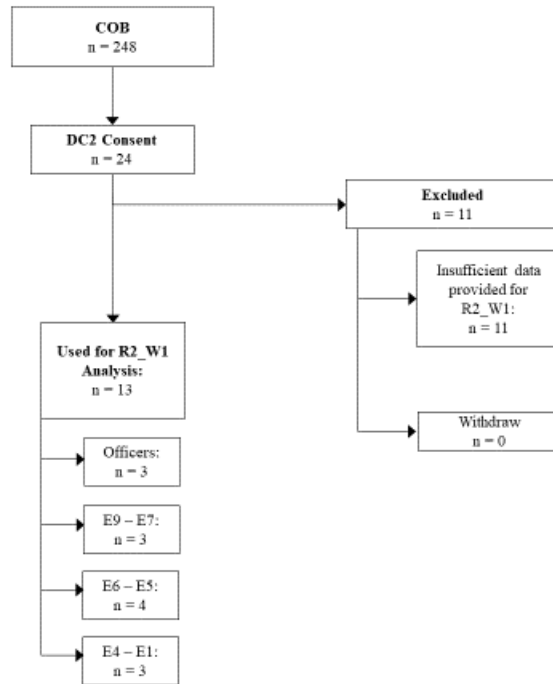 COB
n = 248
DC2 Consent
n = 24
Excluded
n = 11
Insufficient data
provided for
R2_W1:
n = 11
Withdraw
n = 0
Used for R2_W1
Analysis:
n = 13
Officers:
n = 3
E9 – E7:
n = 3
E6 – E5:
n = 4
E4 – E1:
n = 3